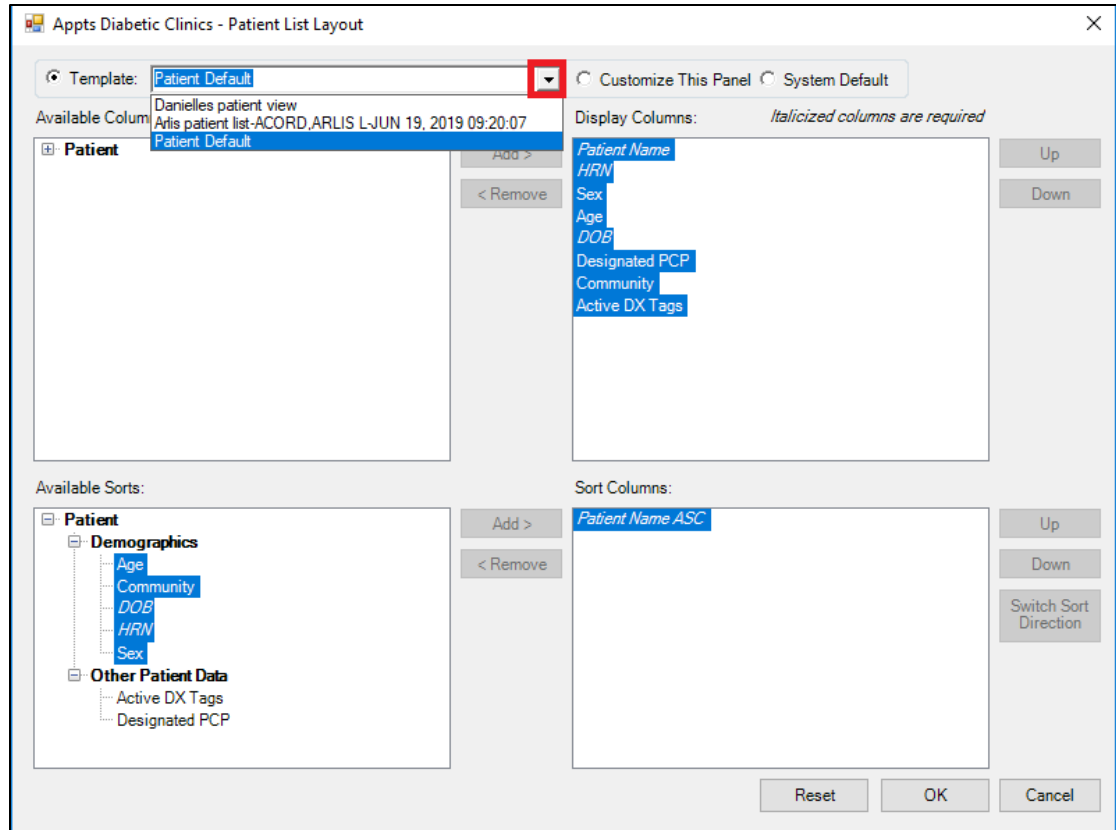 Appts Diabetic Clinics - Patient List Layout
Template: Patient Default Customize This Panel System Default
Danielles patient view
Arlis patient list-ACORD,ARLIS L-JUN 19, 2019 09:20:07
Patient Default
Available Colum
Patient
Add >
< Remove
Display Columns: Italicized columns are required
Patient Name
HRN
Sex
Age
DOB
Designated PCP
Community
Active DX Tags
Up
Down
Available Sorts:
Patient
Demographics
Age
Community
DOB
HRN
Sex
Other Patient Data
Active DX Tags
Designated PCP
Add >
< Remove
Sort Columns:
Patient Name ASC
Up
Down
Switch Sort
Direction
Reset OK Cancel